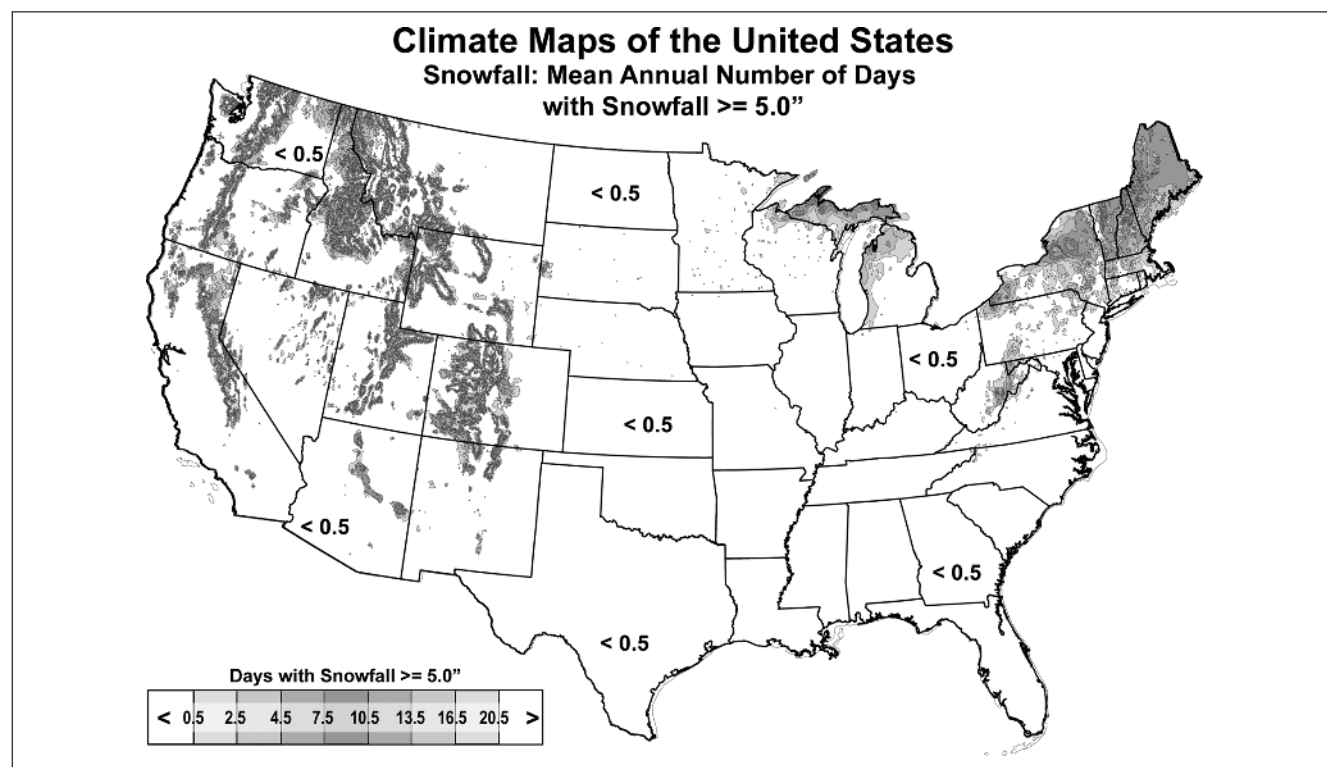 Climate Maps of the United States
Snowfall: Mean Annual Number of Days
with Snowfall >= 5.0”
< 0.5
< 0.5
< 0.5
< 0.5
< 0.5
< 0.5
< 0.5
Days with Snowfall >= 5.0”
< 0.5 2.5 4.5 7.5 10.5 13.5 16.5 20.5 >